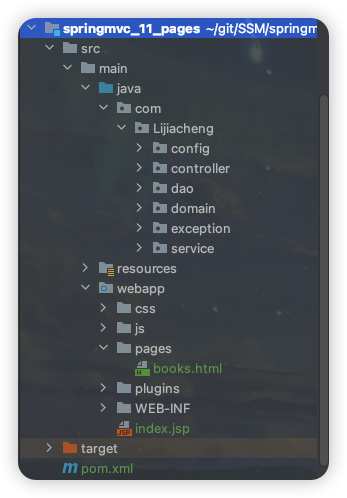 springmvc_11_pages ~/git/SSM/springm
src
main
java
com
Lijiacheng
config
controller
dao
domain
exception
service
resources
webapp
css
js
pages
books.html
plugins
WEB-INF
index.jsp
target
pom.xml